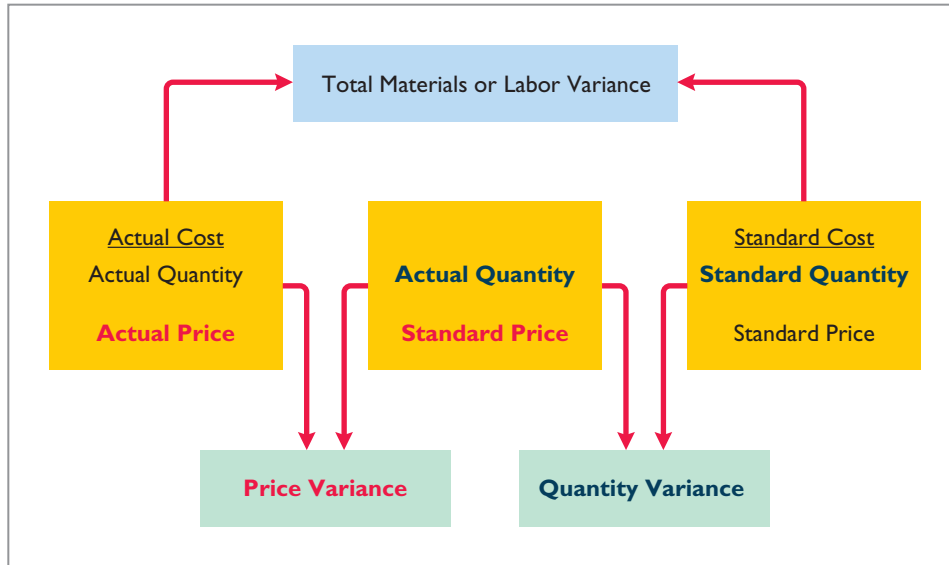 Total Materials or Labor Variance
Actual Cost
Actual Quantity
Actual Price
Actual Quantity
Standard Price
Standard Cost
Standard Quantity
Standard Price
Price Variance
Quantity Variance